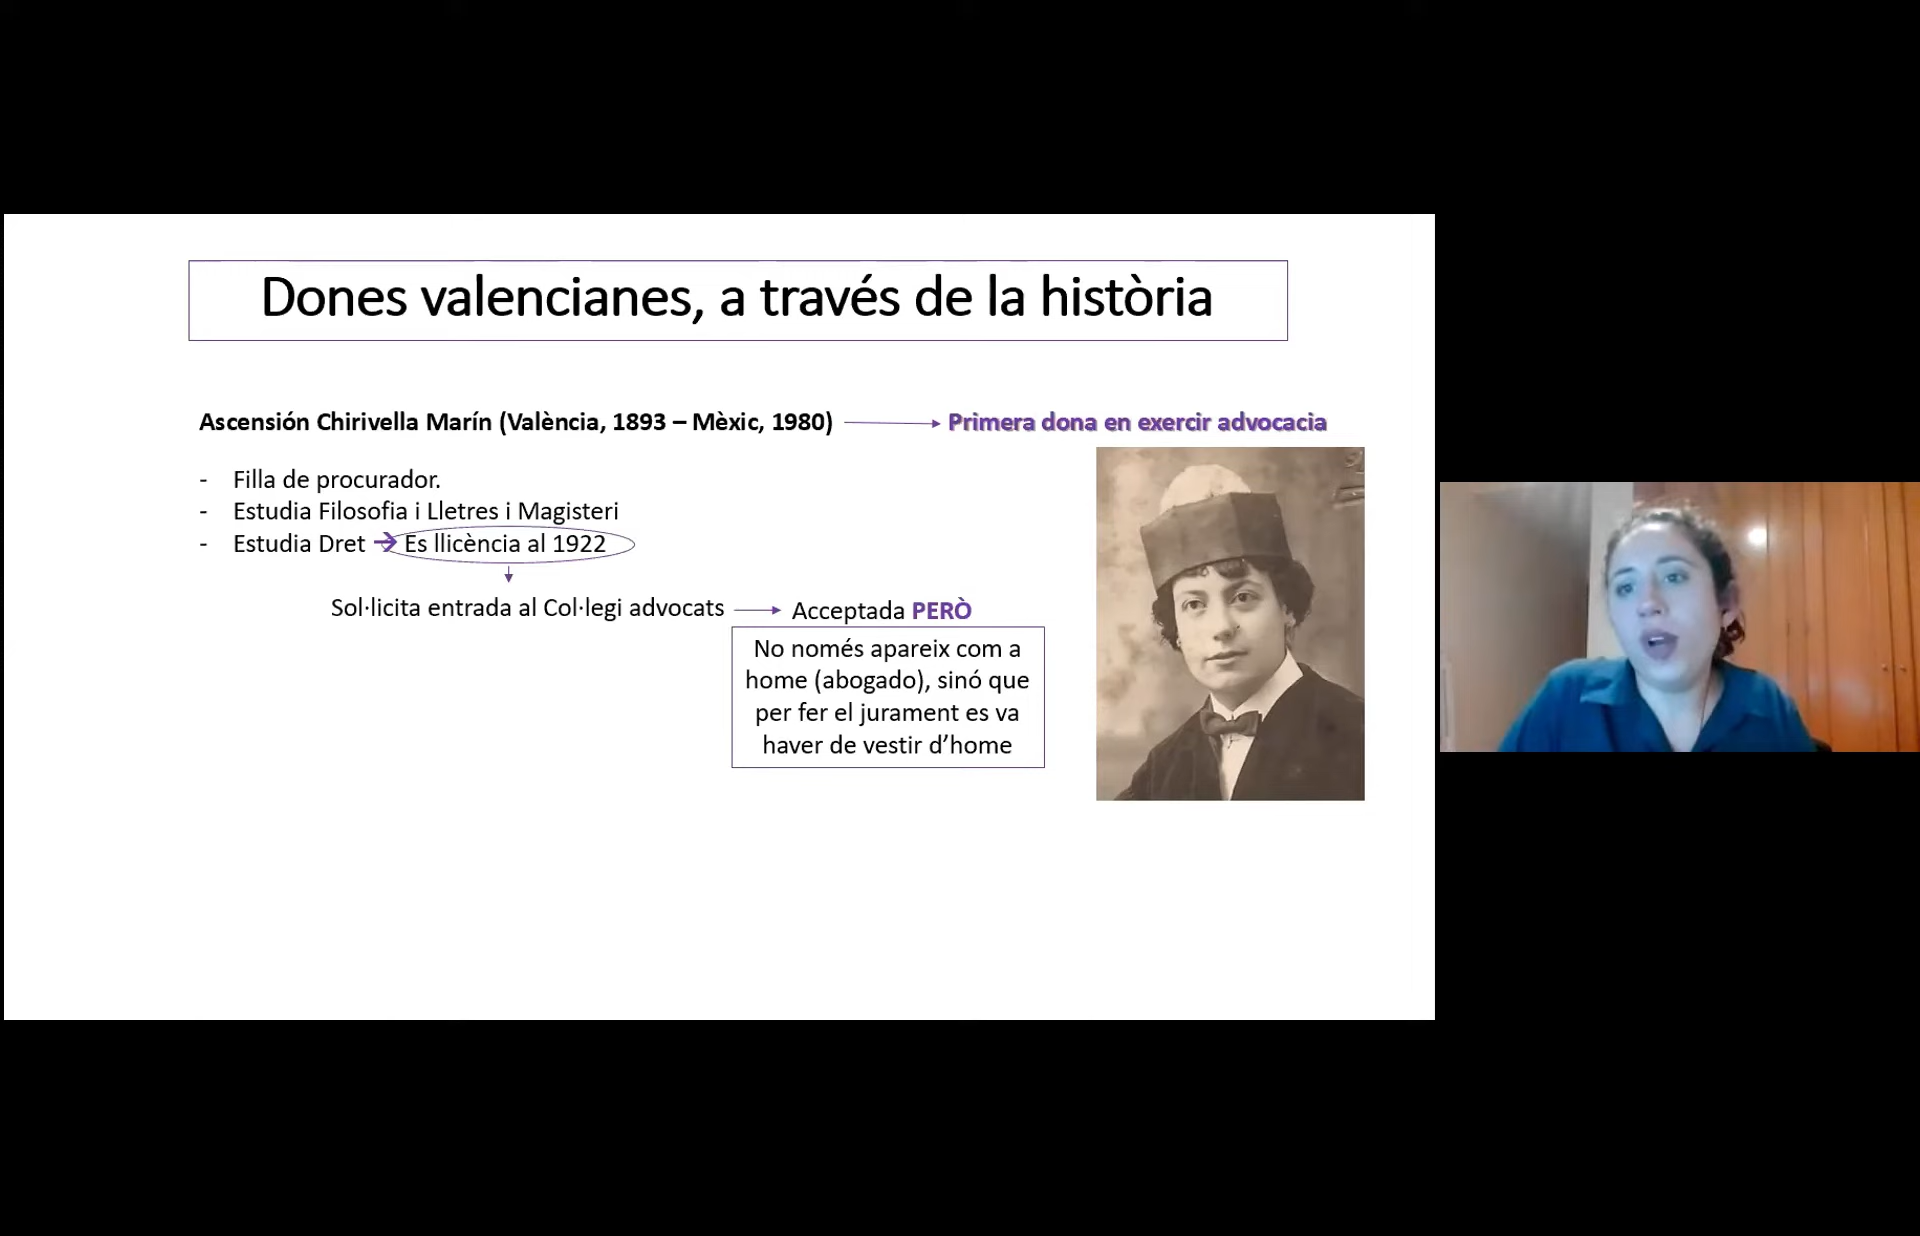 Dones valencianes, a través de la història
Ascensión Chirivella Marín (València, 1893 – Mèxic, 1980)
Primera dona en exercir advocacia
- Filla de procurador.
- Estudia Filosofia i Lletres i Magisteri
- Estudia Dret → Es llicència al 1922
Sol·licita entrada al Col·legi advocats
Acceptada PERÒ
No només apareix com a
home (abogado), sinó que
per fer el jurament es va
haver de vestir d’home